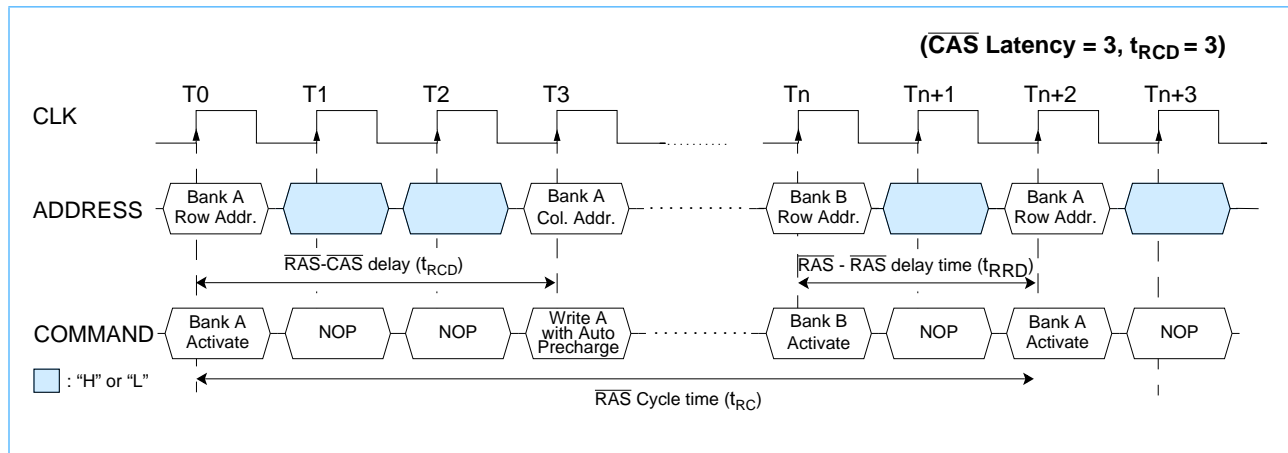 (CAS Latency = 3, tRCD = 3)
T0 T1 T2 T3 Tn Tn+1 Tn+2 Tn+3
CLK
ADDRESS
Bank A
Row Addr.
Bank A
Col. Addr.
Bank B
Row Addr.
Bank A
Row Addr.
RAS-CAS delay (tRCD)
RAS - RAS delay time (tRRD)
COMMAND
Bank A
Activate
NOP
NOP
Write A
with Auto
Precharge
Bank B
Activate
NOP
Bank A
Activate
NOP
: “H” or “L”
RAS Cycle time (tRC)